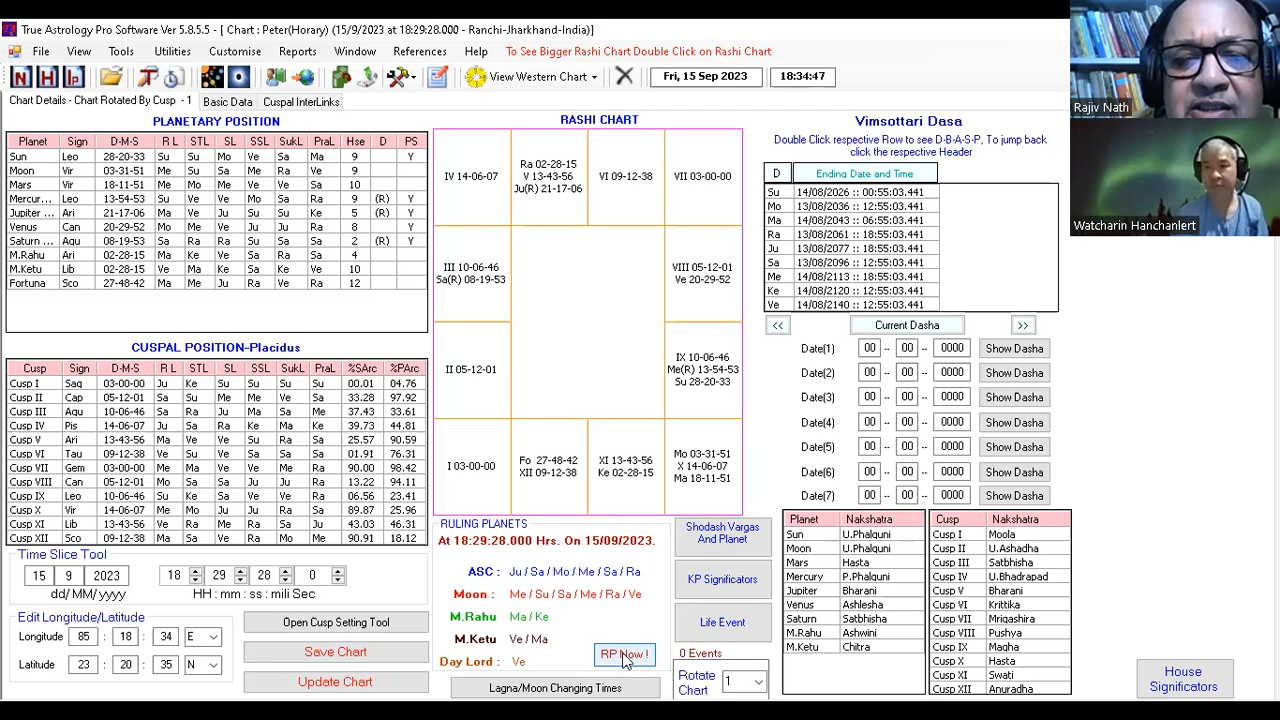 True Astrology Pro Software Ver 5.8.5.5 - [ Chart : Peter(Horary) (15/9/2023 at 18:29:28.000 - Ranchi-Jharkhand-India)]
File View Tools Utilities Customise Reports Window References Help To See Bigger Rashi Chart Double Click on Rashi Chart
N H Ip View Western Chart Fri, 15 Sep 2023 18:34:47
Chart Details - Chart Rotated By Cusp - 1 Basic Data Cuspal InterLinks
PLANETARY POSITION
Planet Sign D-M-S R L STL SL SSL SukL PraL Hse D PS
Sun Leo 28-20-33 Su Su Mo Ve Sa Ma 9 Y
Moon Vir 03-31-51 Me Su Sa Me Ra Ve 9
Mars Vir 18-11-51 Me Mo Me Ve Ve Sa 10
Mercur... Leo 13-54-53 Su Ve Ve Mo Sa Ra 9 (R) Y
Jupiter ... Ari 21-17-06 Ma Ve Ju Su Su Ke 5 (R) Y
Venus Can 20-29-52 Mo Me Ve Ju Ju Ve 8 Y
Saturn ... Aqu 08-19-53 Sa Ra Ra Su Ve Sa 2 (R) Y
M.Rahu Ari 02-28-15 Ma Ke Ve Sa Ju Ra 4
M.Ketu Lib 02-28-15 Ve Ma Ke Sa Ke Ve 10
Fortuna Sco 27-48-42 Ma Me Ju Ra Ve Ra 12
CUSPAL POSITION-Placidus
Cusp Sign D-M-S R L STL SL SSL SukL PraL %SArc %PArc
Cusp I Sag 03-00-00 Ju Ke Su Su Su Ma 00.01 04.76
Cusp II Cap 05-12-01 Sa Su Me Ju Sa Su 33.28 97.92
Cusp III Aqu 10-06-46 Sa Ra Ju Ma Sa Me 37.43 33.61
Cusp IV Pis 14-06-07 Ju Sa Ra Ke Ma Ra 39.73 44.81
Cusp V Ari 13-43-56 Ma Ve Ve Su Ra Sa 25.57 90.59
Cusp VI Tau 09-12-38 Ve Su Ve Ve Ra Sa 01.91 76.31
Cusp VII Gem 03-00-00 Me Ma Ve Ve Su Me 90.00 98.42
Cusp VIII Can 05-12-01 Mo Sa Sa Me Ju Me 13.22 94.11
Cusp IX Leo 10-06-46 Su Ke Sa Sa Ve Ve 06.56 23.41
Cusp X Vir 14-06-07 Me Mo Ju Ra Ke Ma 89.87 25.96
Cusp XI Lib 13-43-56 Ve Ra Me Ra Me Sa 43.03 46.31
Cusp XII Sco 09-12-38 Ma Sa Ve Ra Ra Me 90.91 18.12
Time Slice Tool
15 9 2023 18 29 28 0
dd/ MM/ yyyy HH : mm : ss : mili Sec
Edit Longitude/Latitude
Longitude 85 : 18 : 34 E
Latitude 23 : 20 : 35 N
Open Cusp Setting Tool
Save Chart
Update Chart
RASHI CHART
IV 14-06-07
Ra 02-28-15
V 13-43-56
Ju(R) 21-17-06
VI 09-12-38
VII 03-00-00
III 10-06-46
Sa(R) 08-19-53
VIII 05-12-01
Ve 20-29-52
II 05-12-01
IX 10-06-46
Me(R) 13-54-53
Su 28-20-33
I 03-00-00
Fo 27-48-42
XII 09-12-38
XI 13-43-56
Ke 02-28-15
Mo 03-31-51
X 14-06-07
Ma 18-11-51
RULING PLANETS
At 18:29:28.000 Hrs. On 15/09/2023.
ASC : Ju / Sa / Mo / Me / Sa / Ra
Moon : Me / Su / Sa / Me / Ra / Ve
M.Rahu Ma / Ke
M.Ketu Ve / Ma
Day Lord : Ve
RP Now !
Lagna/Moon Changing Times
Shodash Vargas And Planet
KP Significators
Life Event
0 Events
Rotate Chart 1
Vimsottari Dasa
Double Click respective Row to see D-B-A-S-P, To jump back
click the respective Header
D Ending Date and Time
Su 14/08/2026 :: 00:55:03.441
Mo 13/08/2036 :: 12:55:03.441
Ma 14/08/2043 :: 06:55:03.441
Ra 13/08/2061 :: 18:55:03.441
Ju 13/08/2077 :: 18:55:03.441
Sa 13/08/2096 :: 12:55:03.441
Me 14/08/2113 :: 18:55:03.441
Ke 14/08/2120 :: 12:55:03.441
Ve 14/08/2140 :: 12:55:03.441
<< Current Dasha >>
Date(1) 00 -- 00 -- 0000 Show Dasha
Date(2) 00 -- 00 -- 0000 Show Dasha
Date(3) 00 -- 00 -- 0000 Show Dasha
Date(4) 00 -- 00 -- 0000 Show Dasha
Date(5) 00 -- 00 -- 0000 Show Dasha
Date(6) 00 -- 00 -- 0000 Show Dasha
Date(7) 00 -- 00 -- 0000 Show Dasha
Planet Nakshatra
Sun U.Phalguni
Moon U.Phalguni
Mars Hasta
Mercury P.Phalguni
Jupiter Bharani
Venus Ashlesha
Saturn Satbhisha
M.Rahu Ashwini
M.Ketu Chitra
Cusp Nakshatra
Cusp I Moola
Cusp II U.Ashadha
Cusp III Satbhisha
Cusp IV U.Bhadrapad
Cusp V Bharani
Cusp VI Krittika
Cusp VII Mrigashira
Cusp VIII Pushya
Cusp IX Magha
Cusp X Hasta
Cusp XI Swati
Cusp XII Anuradha
House Significators
Rajiv Nath
Watcharin Hanchanlert